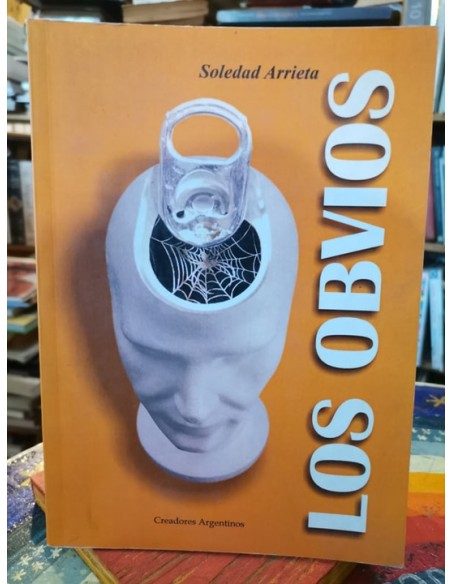 Soledad Arrieta
LOS OBVIOS
Creadores Argentinos